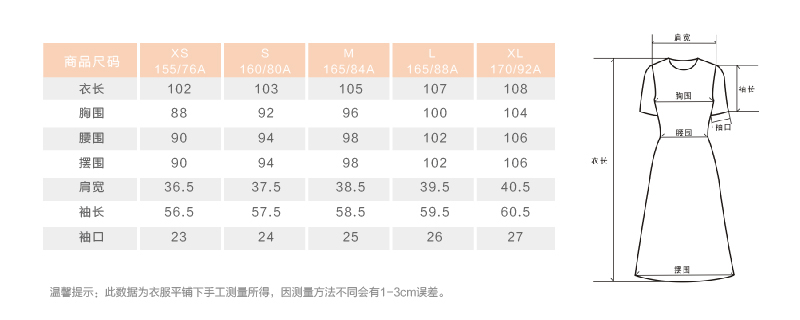 商品尺码 XS 155/76A S 160/80A M 165/84A L 165/88A XL 170/92A
衣长 102 103 105 107 108
胸围 88 92 96 100 104
腰围 90 94 98 102 106
摆围 90 94 98 102 106
肩宽 36.5 37.5 38.5 39.5 40.5
袖长 56.5 57.5 58.5 59.5 60.5
袖口 23 24 25 26 27
温馨提示：此数据为衣服平铺下手工测量所得，因测量方法不同会有1-3cm误差。
肩宽
袖长
胸围
袖口
腰围
衣长
摆围